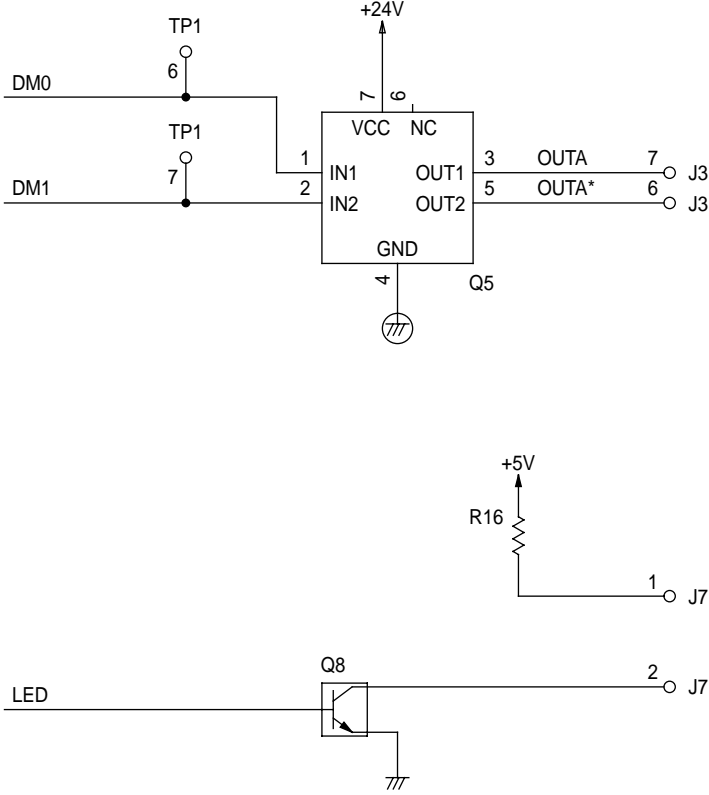 +24V
TP1
6
DM0
7
6
VCC
NC
TP1
7
DM1
1
IN1
OUT1
3
OUTA
7
J3
2
IN2
OUT2
5
OUTA*
6
J3
GND
4
Q5
+5V
R16
1
J7
Q8
2
J7
LED